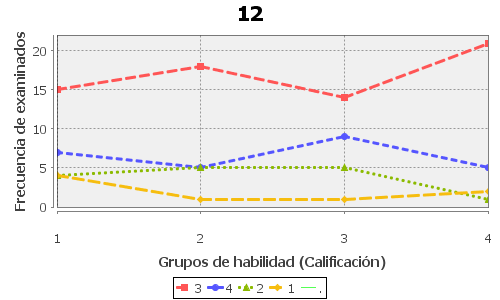 12
Frecuencia de examinados
20
15
10
5
0
1 2 3 4
Grupos de habilidad (Calificación)
3 4 2 1 .